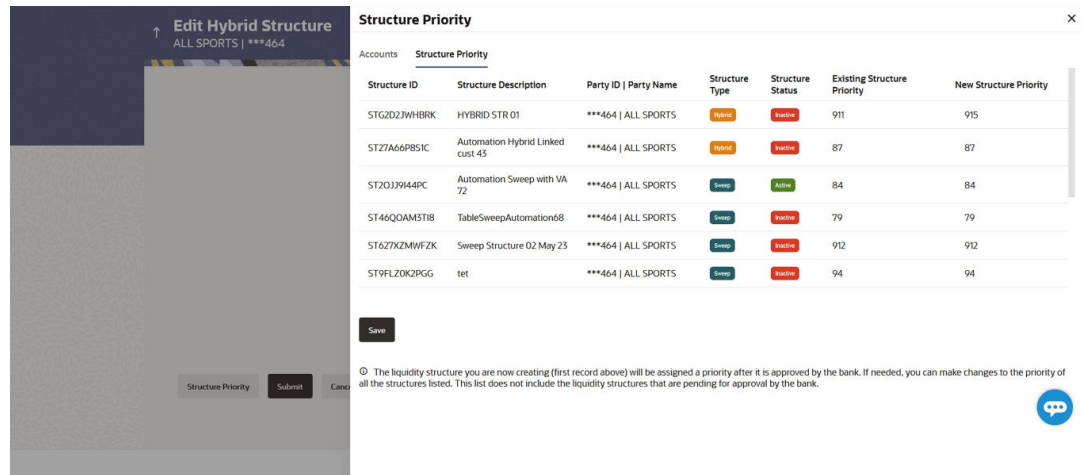 ↑ Edit Hybrid Structure
ALL SPORTS | ***464
Structure Priority
Accounts Structure Priority
Structure ID Structure Description Party ID | Party Name Structure Type Structure Status Existing Structure Priority New Structure Priority
STG2D2JWHBRK HYBRID STR 01 ***464 | ALL SPORTS Hybrid Inactive 911 915
ST27A66P8S1C Automation Hybrid Linked cust 43 ***464 | ALL SPORTS Hybrid Inactive 87 87
ST2OJJ9I44PC Automation Sweep with VA 72 ***464 | ALL SPORTS Sweep Active 84 84
ST46QOAM3TI8 TableSweepAutomation68 ***464 | ALL SPORTS Sweep Inactive 79 79
ST627XZMWFZK Sweep Structure 02 May 23 ***464 | ALL SPORTS Sweep Inactive 912 912
ST9FLZ0K2PGG tet ***464 | ALL SPORTS Sweep Inactive 94 94
Save
The liquidity structure you are now creating (first record above) will be assigned a priority after it is approved by the bank. If needed, you can make changes to the priority of
all the structures listed. This list does not include the liquidity structures that are pending for approval by the bank.
Structure Priority Submit Canc